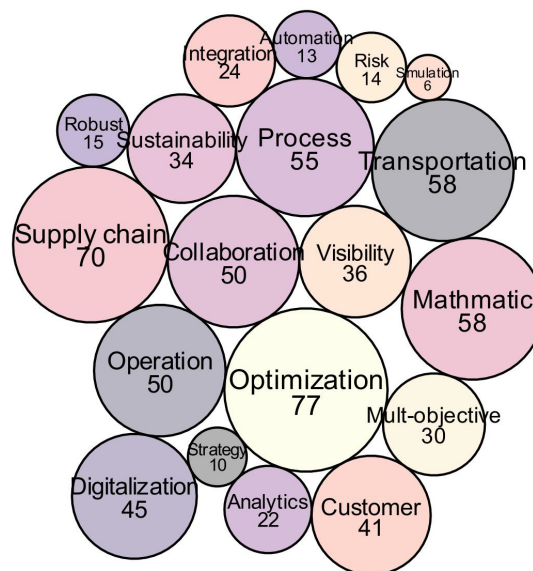 Automation
13
Integration
24
Risk
14
Simulation
6
Robust
15
Sustainability
34
Process
55
Transportation
58
Supply chain
70
Collaboration
50
Visibility
36
Mathmatic
58
Operation
50
Optimization
77
Mult-objective
30
Strategy
10
Digitalization
45
Analytics
22
Customer
41